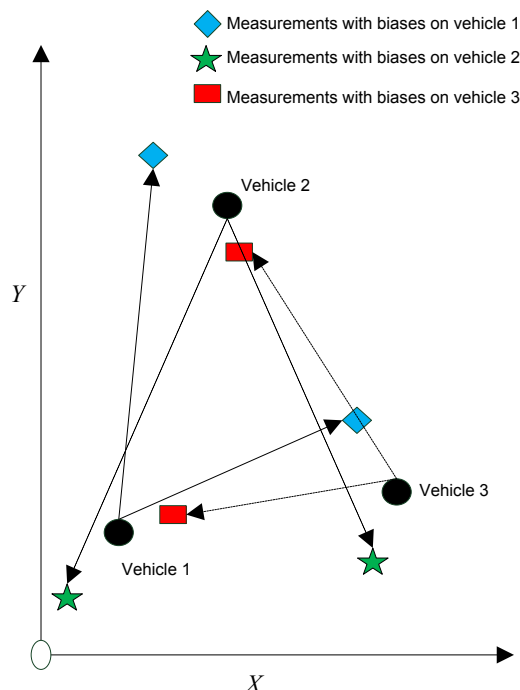 Measurements with biases on vehicle 1
Measurements with biases on vehicle 2
Measurements with biases on vehicle 3
Vehicle 2
Y
Vehicle 3
Vehicle 1
X